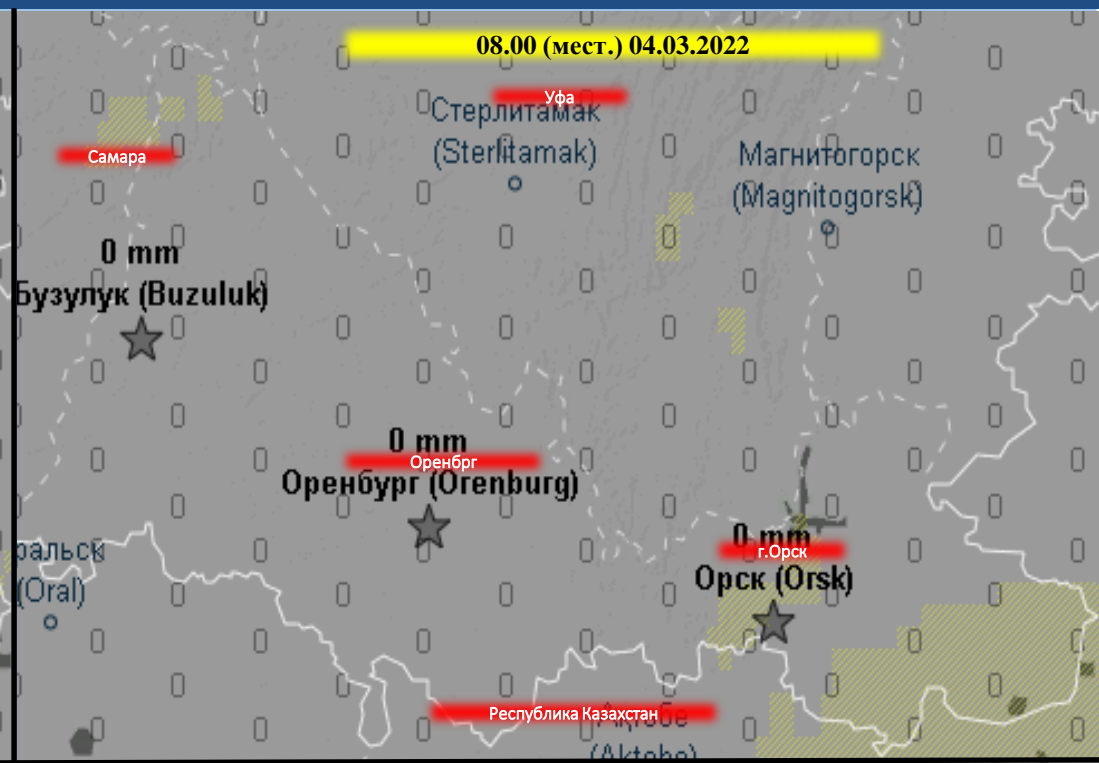 08.00 (мест.) 04.03.2022
Уфа
Стерлитамак
(Sterlitamak)
Самара
Магнитогорск
(Magnitogorsk)
0 mm
Бузулук (Buzuluk)
0 mm
Оренбрг
Оренбург (Orenburg)
0 mm
г.Орск
Орск (Orsk)
ральск
(Oral)
Республика Казахстан
Ақтөбе
(Aktobe)